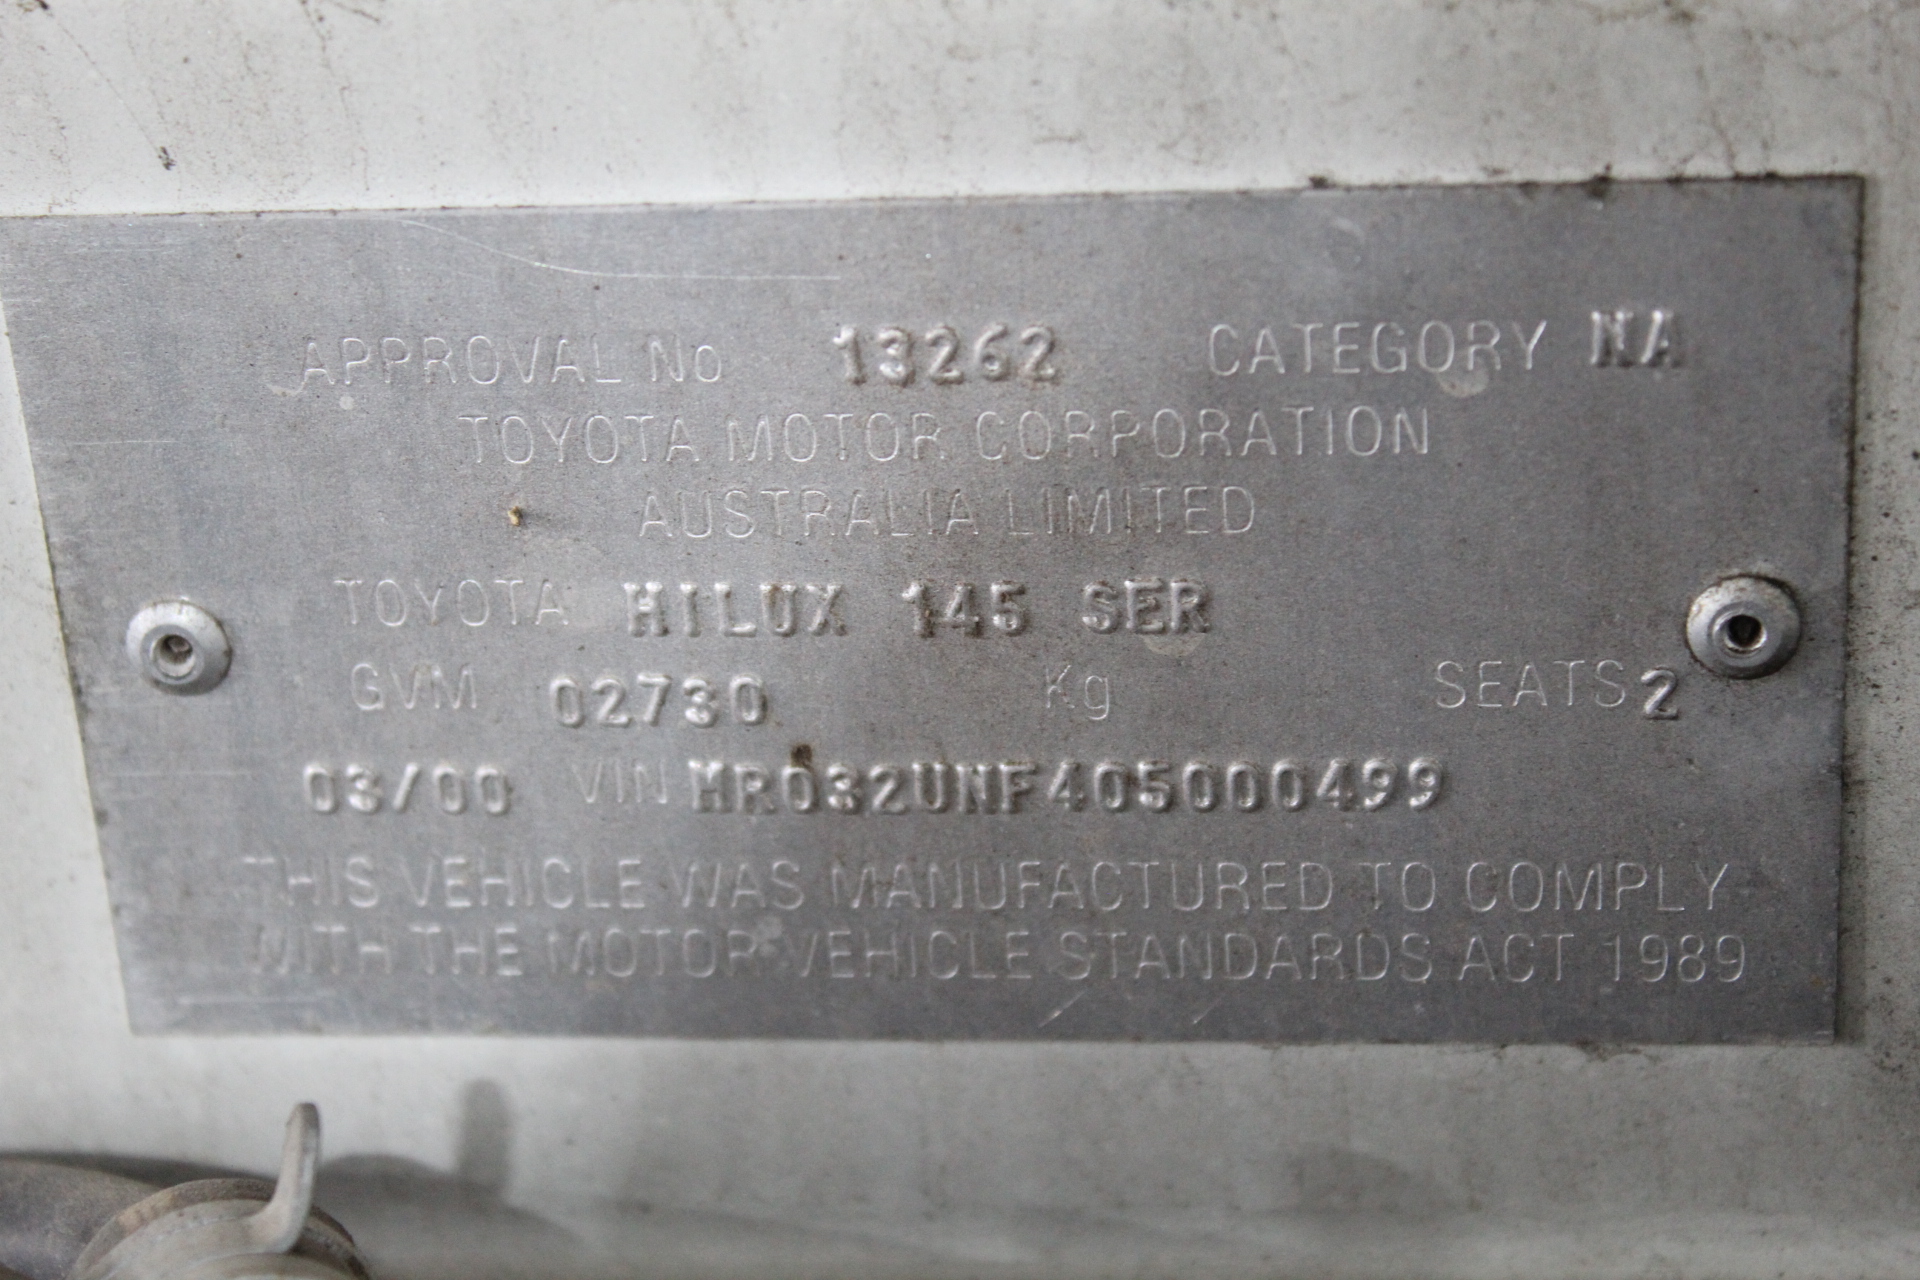 APPROVAL No 13262 CATEGORY NA
TOYOTA MOTOR CORPORATION
AUSTRALIA LIMITED
TOYOTA HILUX 145 SER
GVM 02730 Kg SEATS 2
03/00 VIN MR032UNF405000499
THIS VEHICLE WAS MANUFACTURED TO COMPLY
WITH THE MOTOR VEHICLE STANDARDS ACT 1989